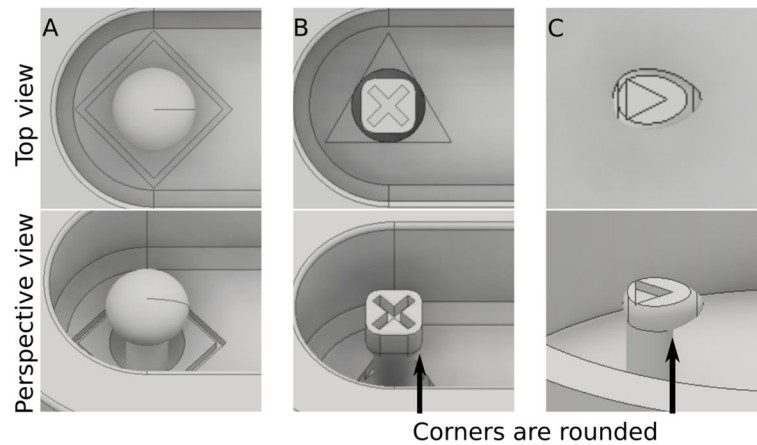 A
B
C
Top view
Perspective view
Corners are rounded